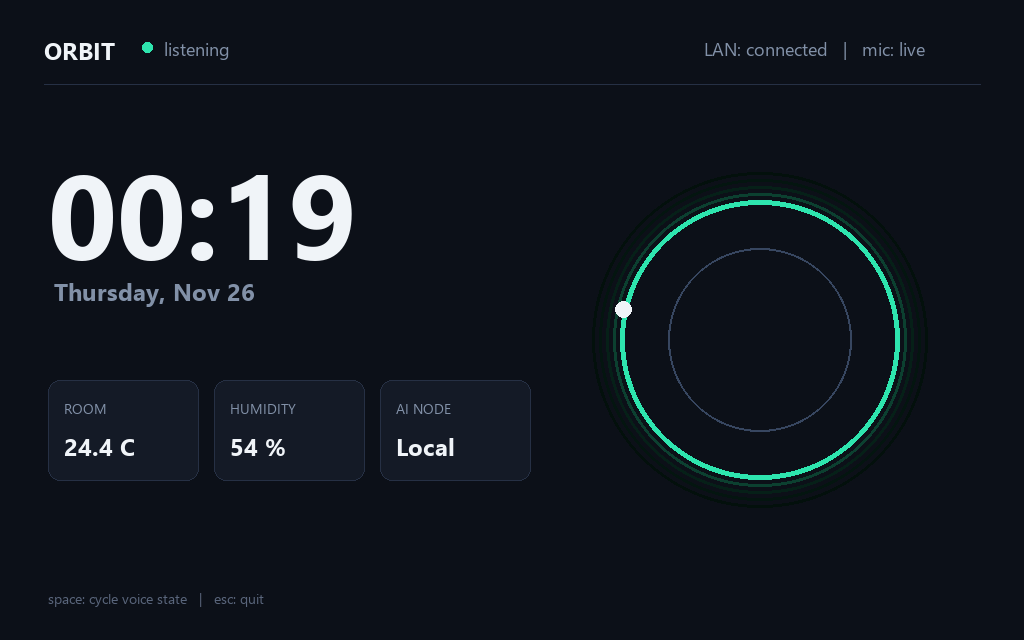 ORBIT listening LAN: connected | mic: live
00:19
Thursday, Nov 26
ROOM HUMIDITY AI NODE
24.4 C 54 % Local
space: cycle voice state | esc: quit